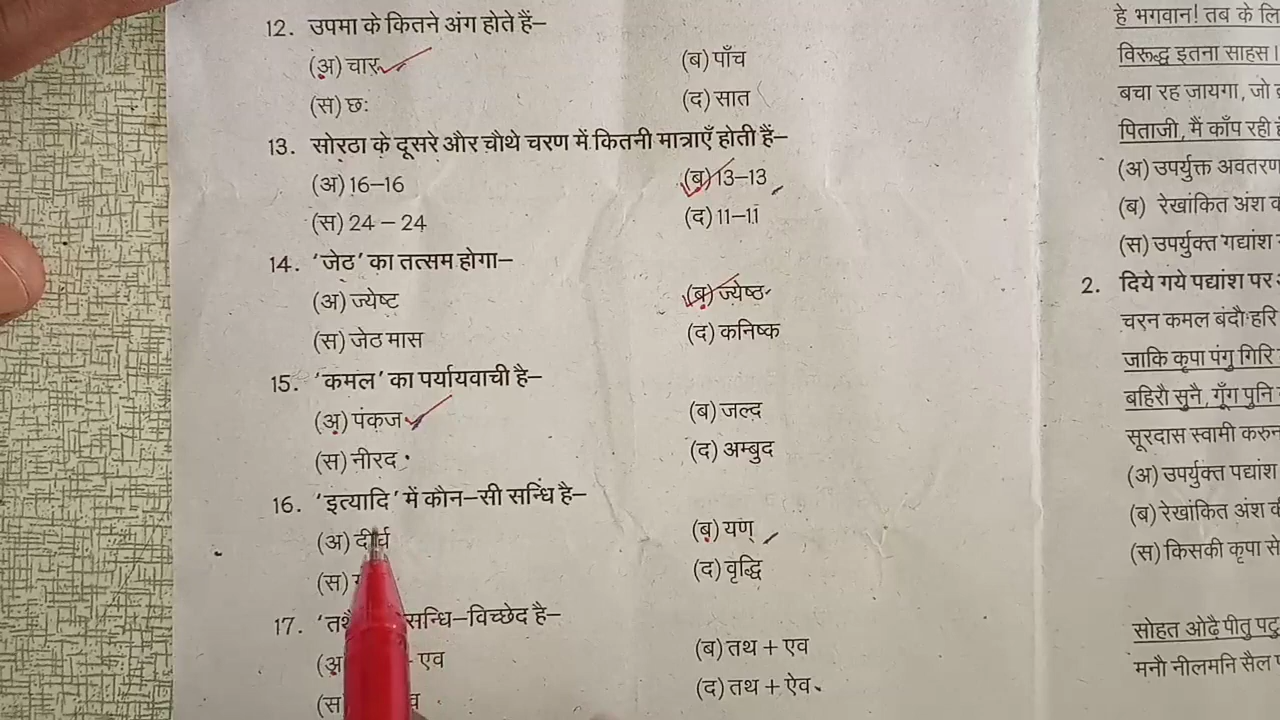 12. उपमा के कितने अंग होते हैं–
(अ) चार (ब) पाँच
(स) छः (द) सात
13. सोरठा के दूसरे और चौथे चरण में कितनी मात्राएँ होती हैं–
(अ) 16–16 (ब) 13–13
(स) 24 – 24 (द) 11–11
14. 'जेठ' का तत्सम होगा–
(अ) ज्येष्ट (ब) ज्येष्ठ
(स) जेठ मास (द) कनिष्क
15. 'कमल' का पर्यायवाची है–
(अ) पंकज (ब) जल्द
(स) नीरद (द) अम्बुद
16. 'इत्यादि' में कौन–सी सन्धि है–
(अ) दीर्घ (ब) यण्
(स) (द) वृद्धि
17. सन्धि–विच्छेद है–
(अ) एव (ब) तथ + एव
(स) (द) तथ + ऐव
हे भगवान! तब के
विरूद्ध इतना साहस।
बचा रह जायगा, जो
पिताजी, मैं काँप रही
(अ) उपर्युक्त अवतरण
(ब) रेखांकित अंश
(स) उपर्युक्त गद्यांश
2. दिये गये पद्यांश पर
चरन कमल बंदौ हरि
जाकि कृपा पंगु गिरि
बहिरौ सुनै, गूँग पुनि
सूरदास स्वामी
(अ) उपर्युक्त पद्यांश
(ब) रेखांकित अंश
(स) किसकी कृपा से
सोहत ओढ़ै पीतु पटु
मनौ नीलमनि सैल